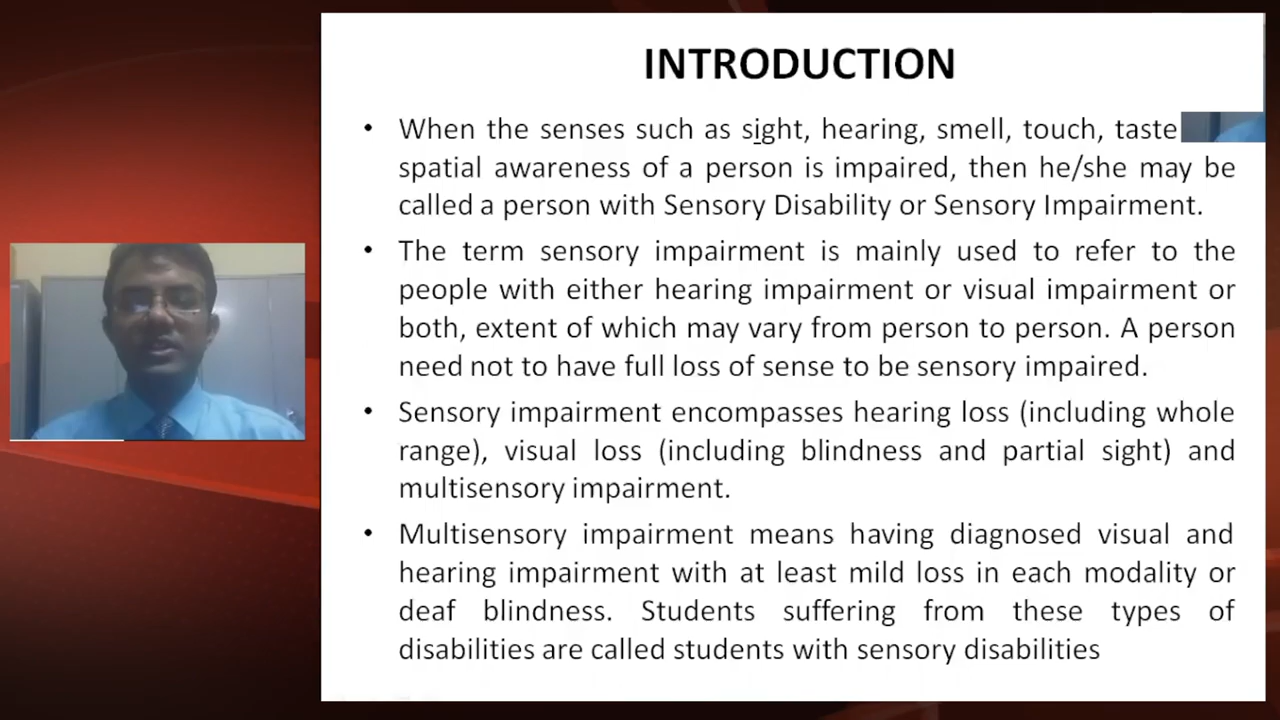 INTRODUCTION
• When the senses such as sight, hearing, smell, touch, taste
spatial awareness of a person is impaired, then he/she may be
called a person with Sensory Disability or Sensory Impairment.
• The term sensory impairment is mainly used to refer to the
people with either hearing impairment or visual impairment or
both, extent of which may vary from person to person. A person
need not to have full loss of sense to be sensory impaired.
• Sensory impairment encompasses hearing loss (including whole
range), visual loss (including blindness and partial sight) and
multisensory impairment.
• Multisensory impairment means having diagnosed visual and
hearing impairment with at least mild loss in each modality or
deaf blindness. Students suffering from these types of
disabilities are called students with sensory disabilities